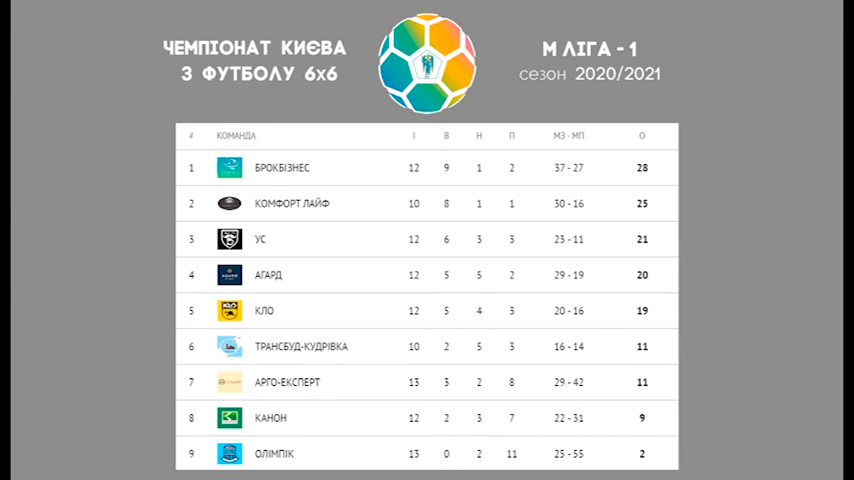 ЧЕМПІОНАТ КИЄВА
З ФУТБОЛУ 6х6
М ЛІГА - 1
сезон 2020/2021
# КОМАНДА І В Н П МЗ - МП О
1 БРОКБІЗНЕС 12 9 1 2 37 - 27 28
2 КОМФОРТ ЛАЙФ 10 8 1 1 30 - 16 25
3 УС 12 6 3 3 23 - 11 21
4 АГАРД 12 5 5 2 29 - 19 20
5 КЛО 12 5 4 3 20 - 16 19
6 ТРАНСБУД-КУДРІВКА 10 2 5 3 16 - 14 11
7 АРГО-ЕКСПЕРТ 13 3 2 8 29 - 42 11
8 КАНОН 12 2 3 7 22 - 31 9
9 ОЛІМПІК 13 0 2 11 25 - 55 2